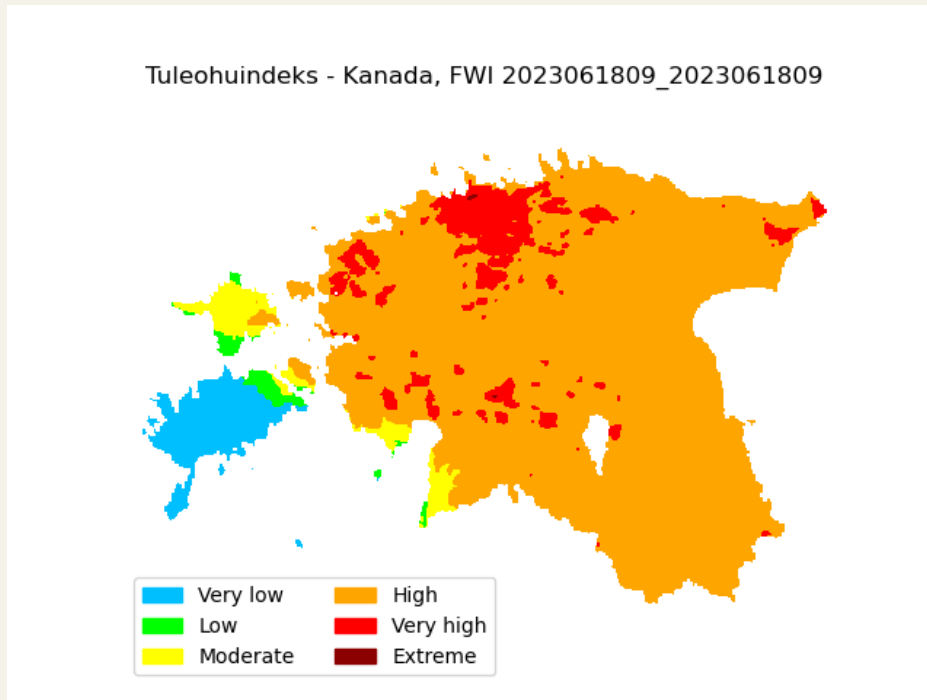 Tuleohuindeks - Kanada, FWI 2023061809_2023061809
Very low
Low
Moderate
High
Very high
Extreme